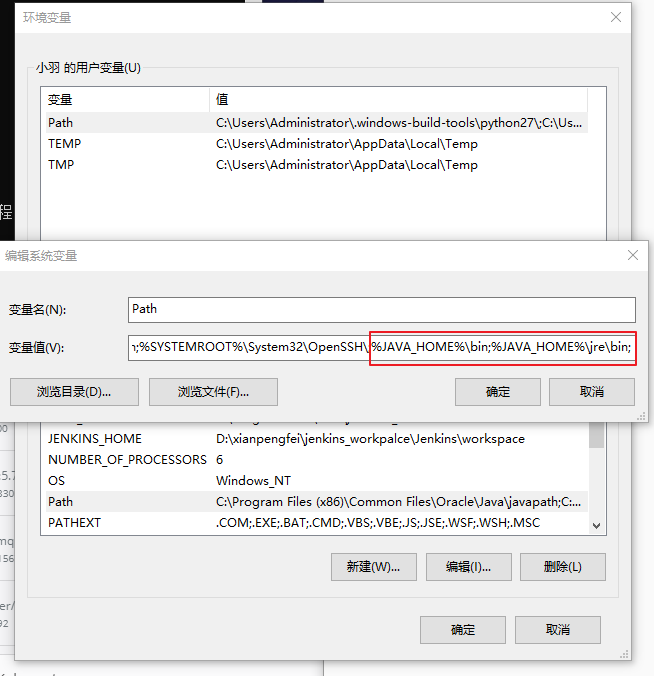 环境变量
小羽 的用户变量(U)
变量 值
Path C:\Users\Administrator\.windows-build-tools\python27\;C:\Us...
TEMP C:\Users\Administrator\AppData\Local\Temp
TMP C:\Users\Administrator\AppData\Local\Temp
程
编辑系统变量
变量名(N): Path
变量值(V): ;%SYSTEMROOT%\System32\OpenSSH\;%JAVA_HOME%\bin;%JAVA_HOME%\jre\bin;
浏览目录(D)... 浏览文件(F)... 确定 取消
JENKINS_HOME D:\xianpengfei\jenkins_workpalce\Jenkins\workspace
NUMBER_OF_PROCESSORS 6
OS Windows_NT
Path C:\Program Files (x86)\Common Files\Oracle\Java\javapath;C:...
PATHEXT .COM;.EXE;.BAT;.CMD;.VBS;.VBE;.JS;.JSE;.WSF;.WSH;.MSC
新建(W)... 编辑(I)... 删除(L)
确定 取消